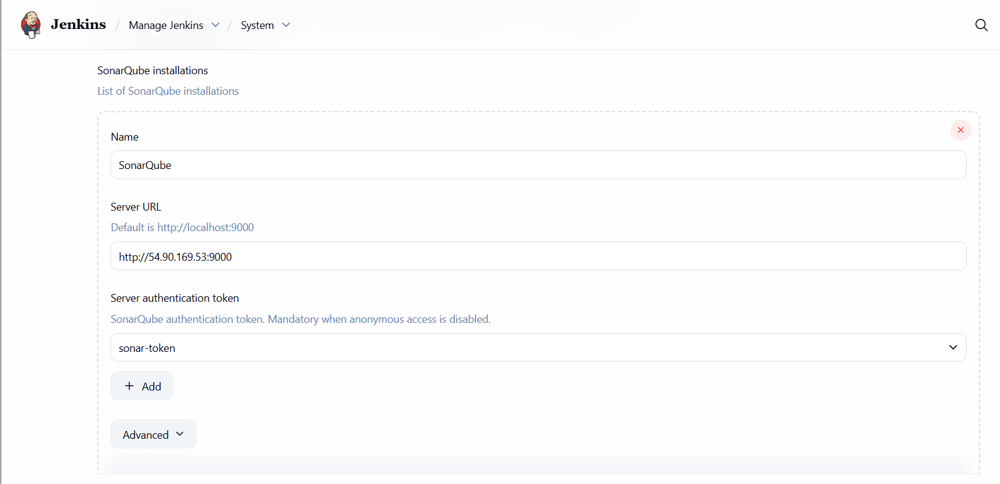 Jenkins / Manage Jenkins / System
SonarQube installations
List of SonarQube installations
Name
SonarQube
Server URL
Default is http://localhost:9000
http://54.90.169.53:9000
Server authentication token
SonarQube authentication token. Mandatory when anonymous access is disabled.
sonar-token
+ Add
Advanced